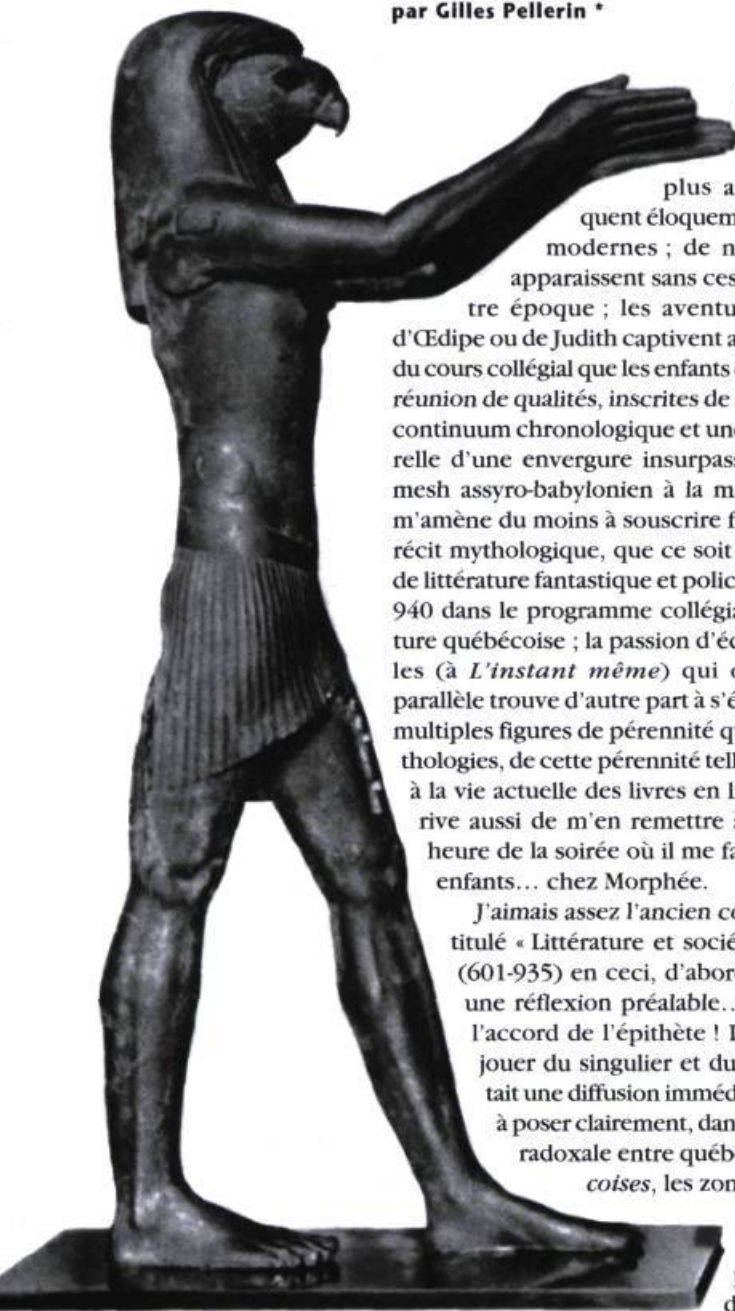 par Gilles Pellerin *
plus a
quent éloquem
modernes ; de n
apparaissent sans ces
tre époque ; les aventu
d'Œdipe ou de Judith captivent a
du cours collégial que les enfants
réunion de qualités, inscrites de
continuum chronologique et une
relle d'une envergure insurpass
mesh assyro-babylonien à la m
m'amène du moins à souscrire f
récit mythologique, que ce soit
de littérature fantastique et polic
940 dans le programme collégia
ture québécoise ; la passion d'éc
les (à L'instant même) qui o
parallèle trouve d'autre part à s'é
multiples figures de pérennité qu
thologies, de cette pérennité tell
à la vie actuelle des livres en l
rive aussi de m'en remettre à
heure de la soirée où il me fa
enfants... chez Morphée.
J'aimais assez l'ancien co
titulé « Littérature et socié
(601-935) en ceci, d'abor
une réflexion préalable...
l'accord de l'épithète !
jouer du singulier et du
tait une diffusion imméd
à poser clairement, dan
radoxale entre québ
coises, les zon
d